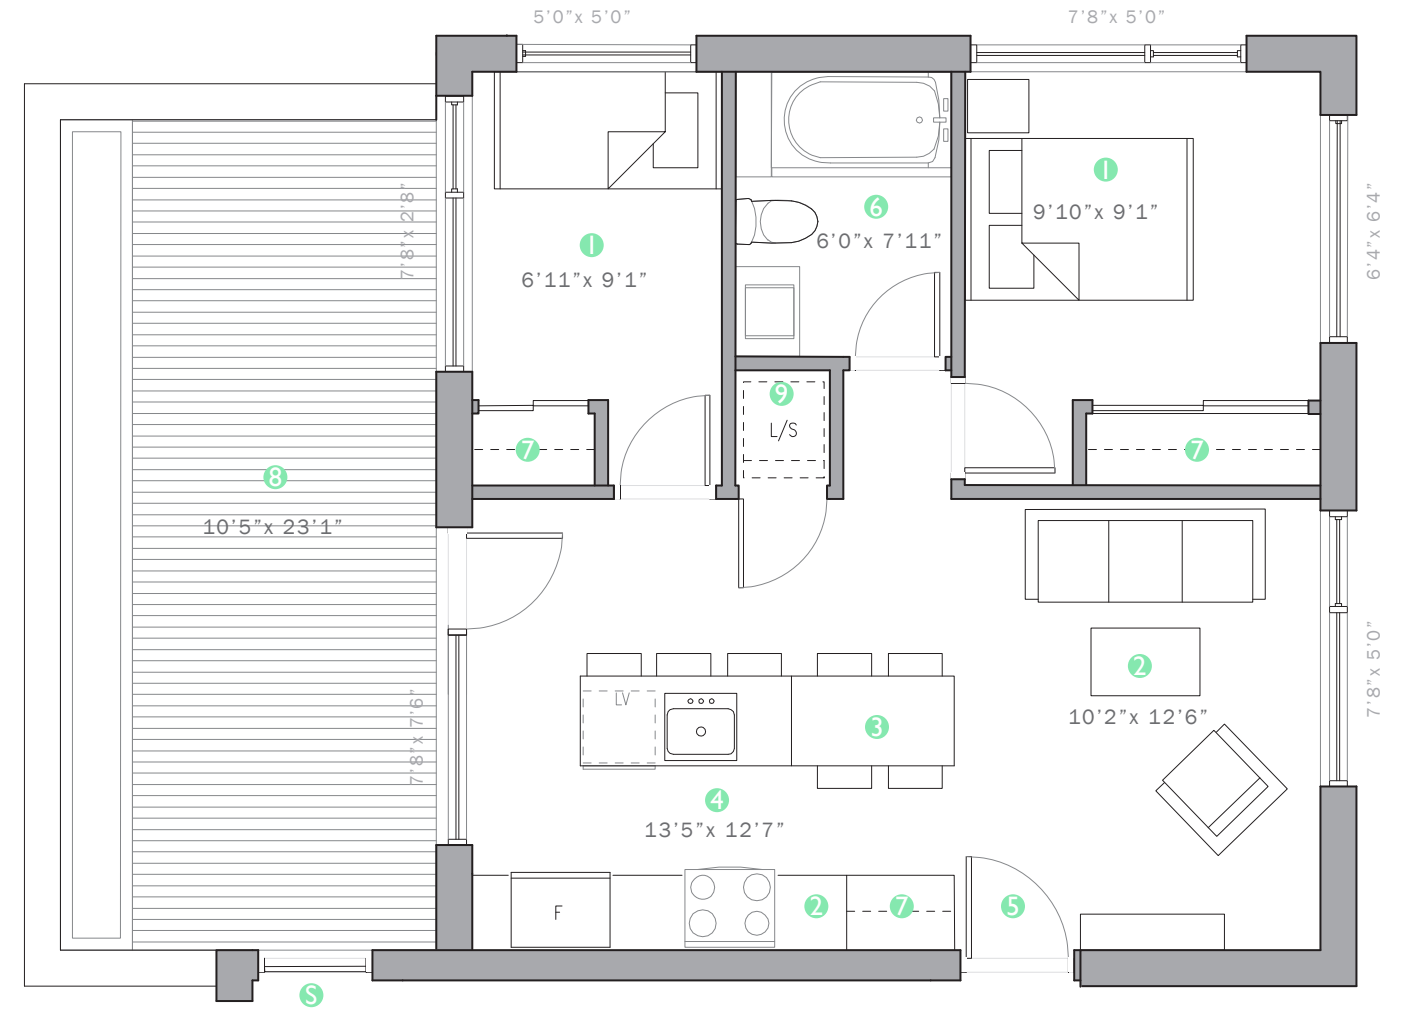 5'0"x 5'0"
7'8"x 5'0"
1
9'10"x 9'1"
6
6'0"x 7'11"
7'8"x 2'8"
6'4"x 6'4"
1
6'11"x 9'1"
9
L/S
7
7
8
10'5"x 23'1"
2
10'2"x 12'6"
7'8"x 5'0"
LV
3
7'8"x 7'6"
4
13'5"x 12'7"
F
2
7
5
S